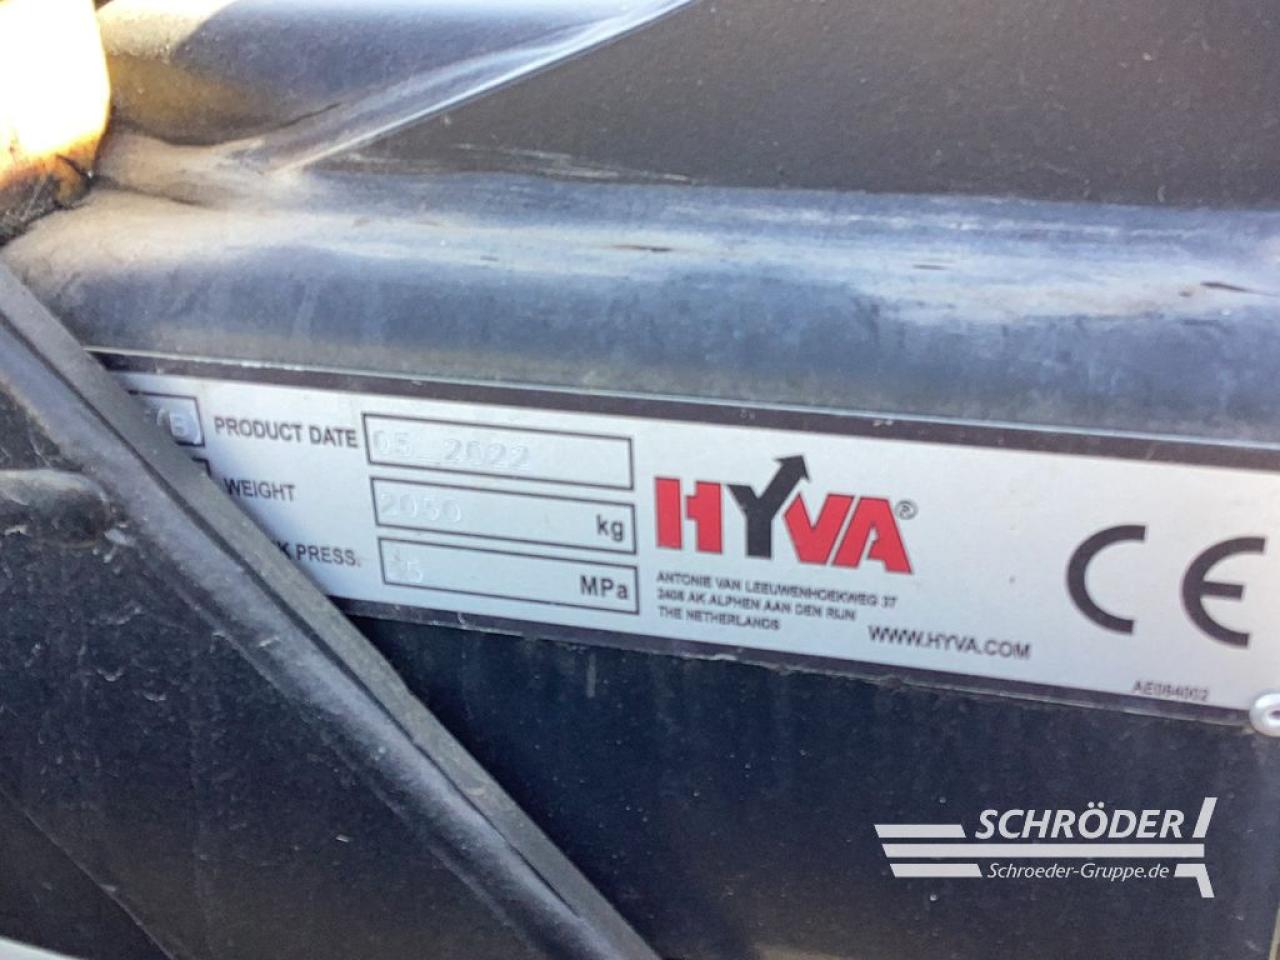 B PRODUCT DATE 05_2022
WEIGHT 2050 kg
K PRESS. MPa
HYVA®
ANTONIE VAN LEEUWENHOEKWEG 37
2408 AK ALPHEN AAN DEN RIJN
THE NETHERLANDS
WWW.HYVA.COM
CE
AE084002
SCHRÖDER
Schroeder-Gruppe.de